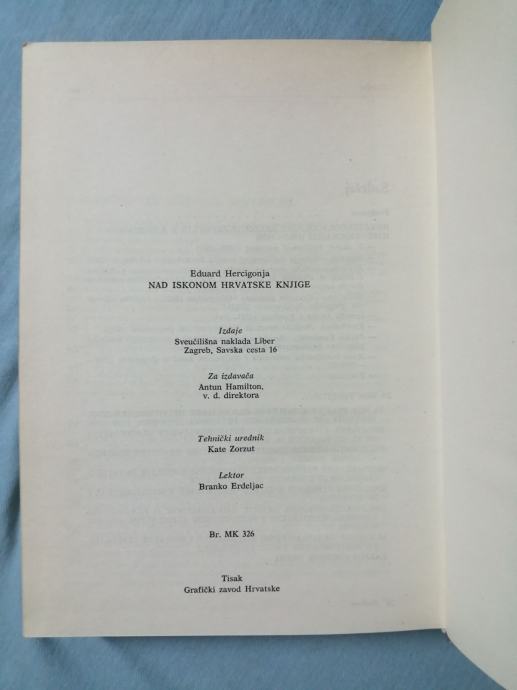 Eduard Hercigonja
NAD ISKONOM HRVATSKE KNJIGE
Izdaje
Sveučilišna naklada Liber
Zagreb, Savska cesta 16
Za izdavača
Antun Hamilton,
v. d. direktora
Tehnički urednik
Kate Zorzut
Lektor
Branko Erdeljac
Br. MK 326
Tisak
Grafički zavod Hrvatske